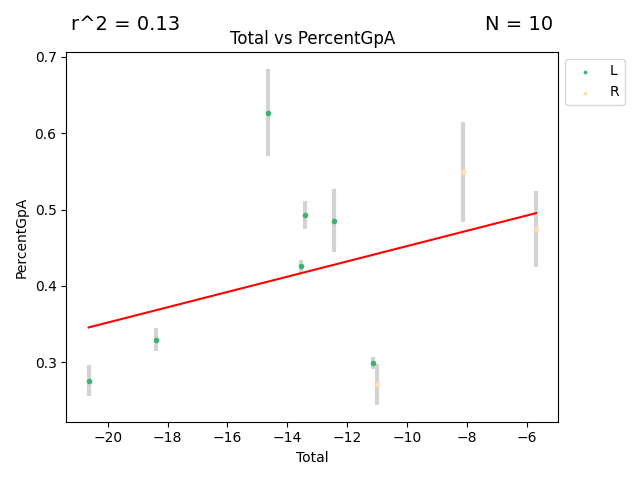 r^2 = 0.13
N = 10
Total vs PercentGpA
L
R
0.7
0.6
0.5
0.4
0.3
PercentGpA
−20
−18
−16
−14
−12
−10
−8
−6
Total